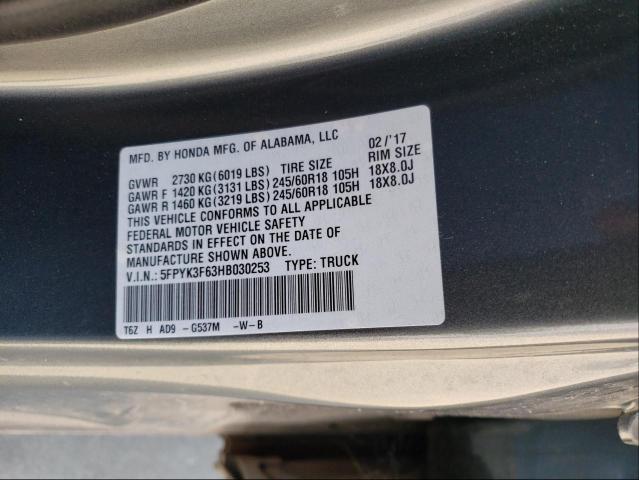 MFD. BY HONDA MFG. OF ALABAMA, LLC 02/'17
GVWR 2730 KG(6019 LBS) TIRE SIZE RIM SIZE
GAWR F 1420 KG(3131 LBS) 245/60R18 105H 18X8.0J
GAWR R 1460 KG(3219 LBS) 245/60R18 105H 18X8.0J
THIS VEHICLE CONFORMS TO ALL APPLICABLE
FEDERAL MOTOR VEHICLE SAFETY
STANDARDS IN EFFECT ON THE DATE OF
MANUFACTURE SHOWN ABOVE.
V.I.N.: 5FPYK3F63HB030253 TYPE: TRUCK
T6Z H AD9 -G537M -W-B